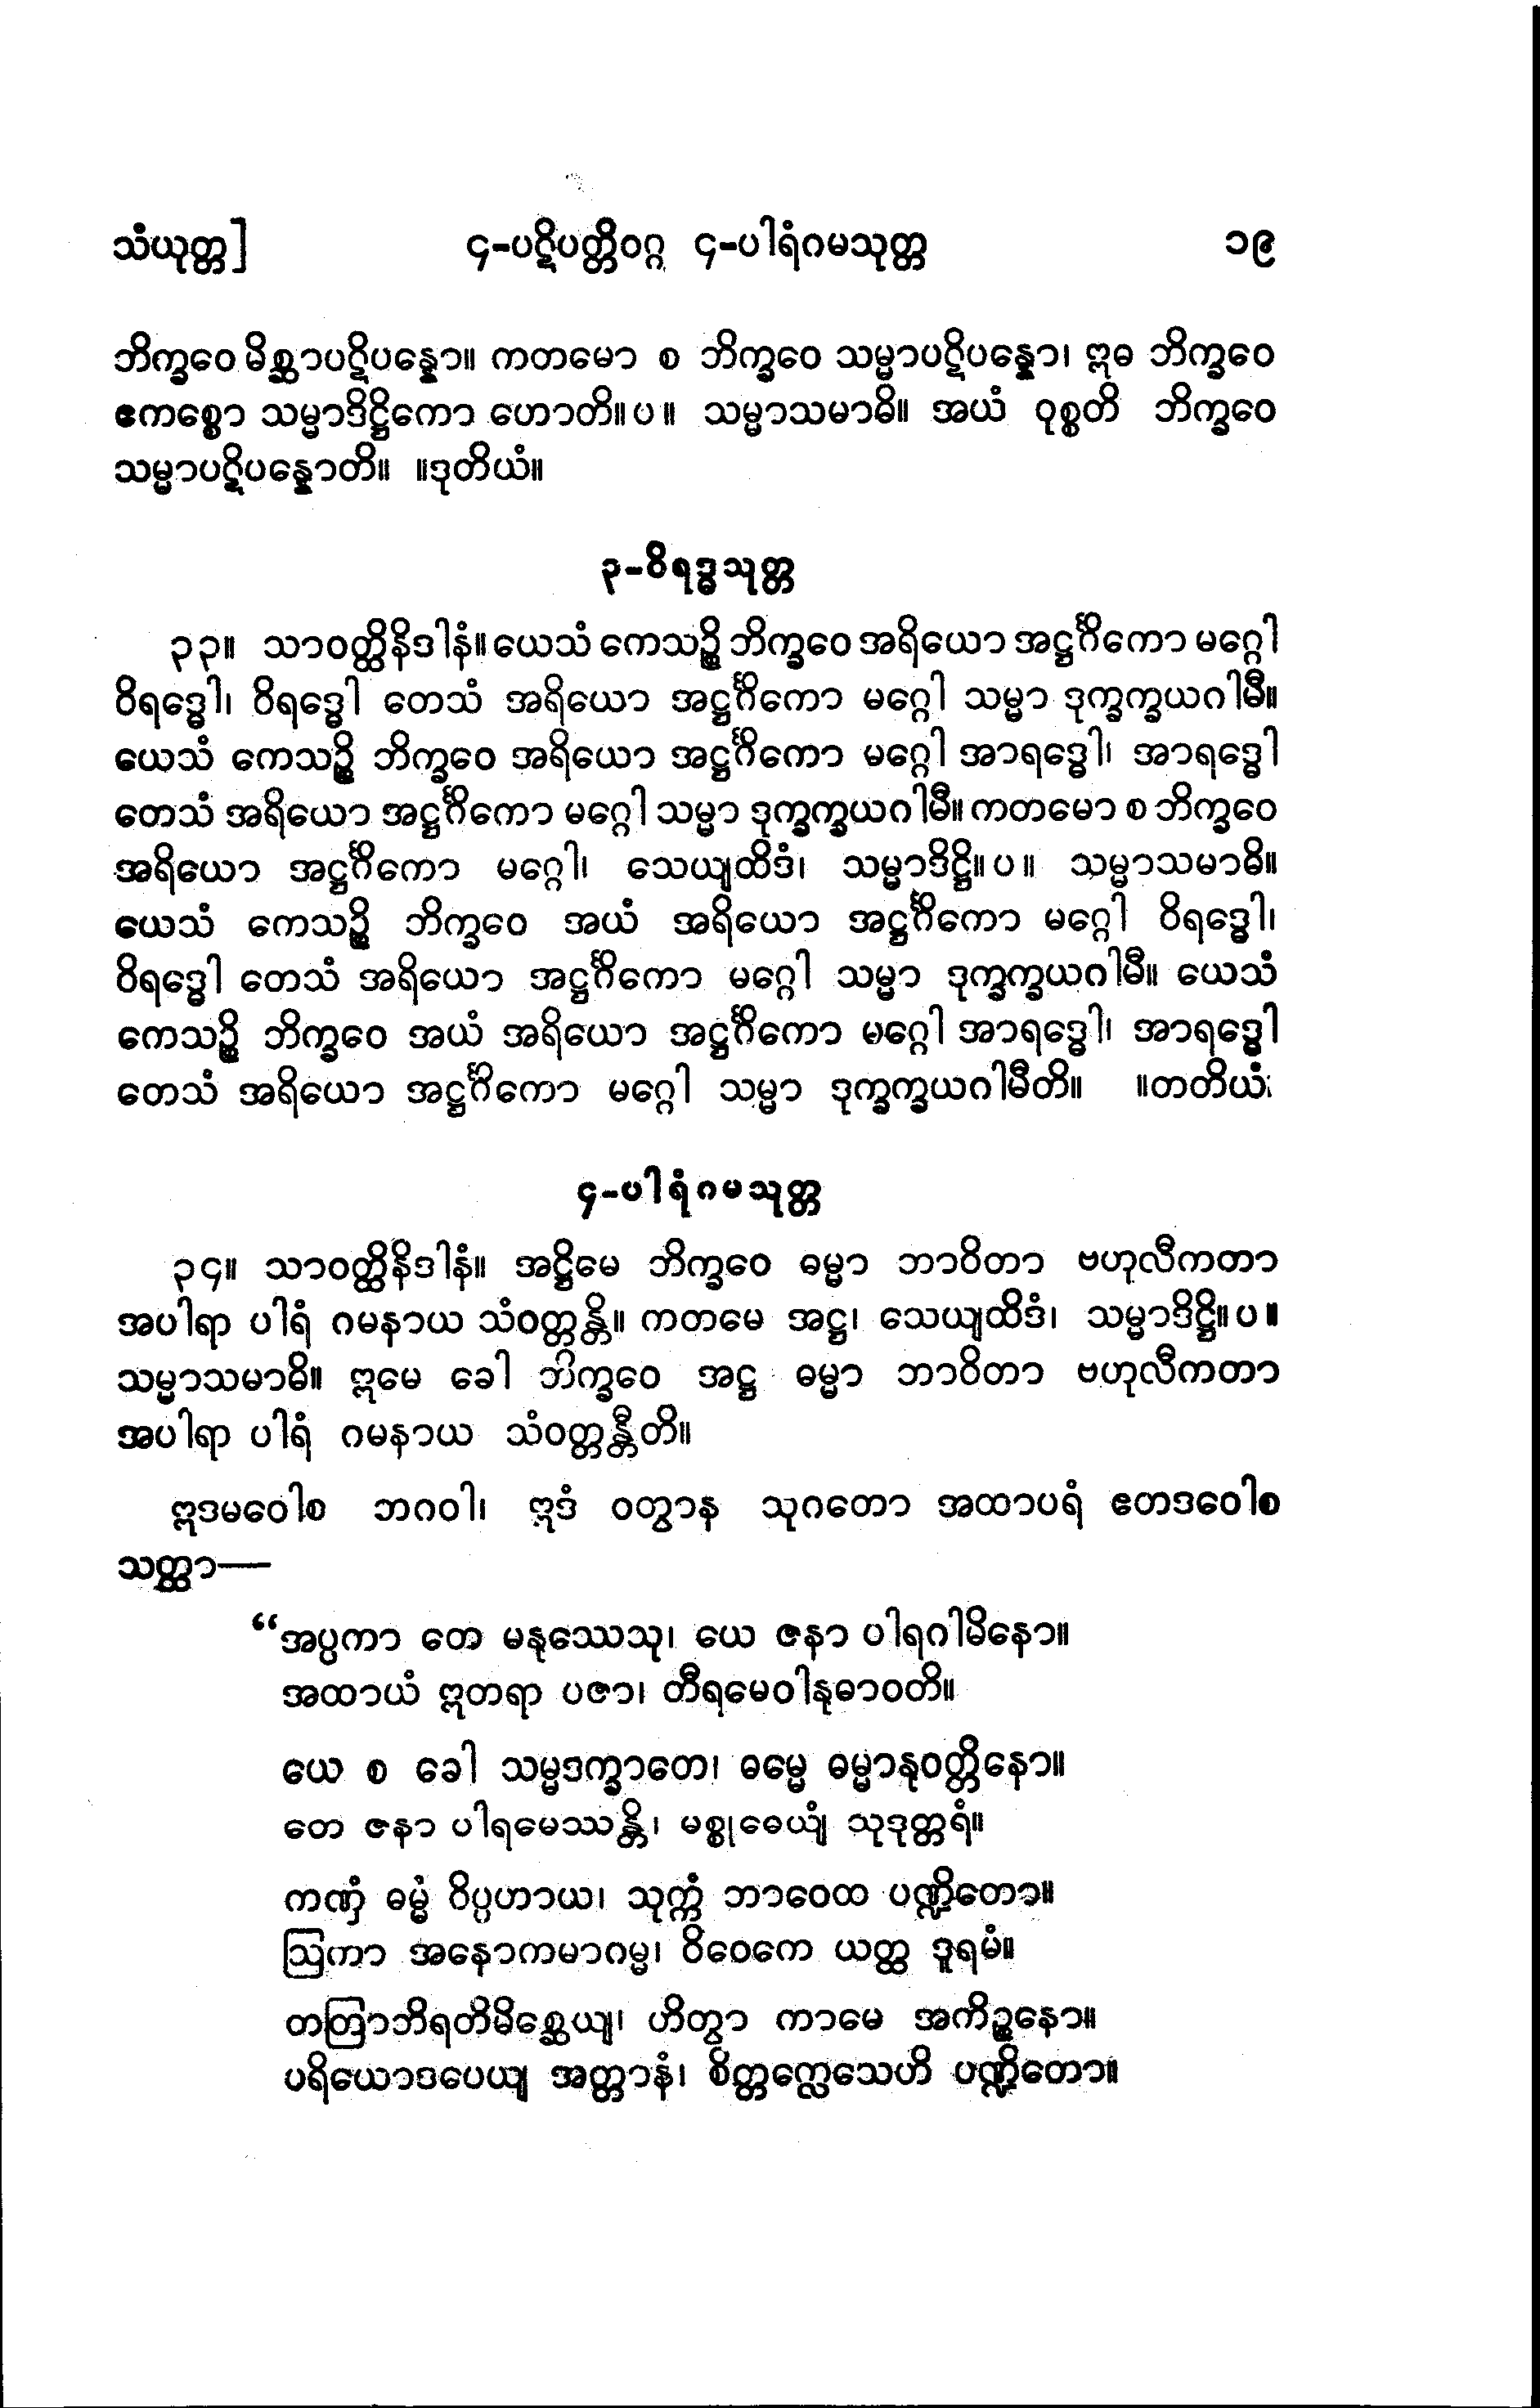 သံယုတ္တ] ၄-ပဋိပတ္တိဝဂ္ဂ ၄-ပါရံဂမသုတ္တ ၁၉
ဘိက္ခဝေ မိစ္ဆာပဋိပန္နော။ ကတမော စ ဘိက္ခဝေ သမ္မာပဋိပန္နော၊ ဣဓ ဘိက္ခဝေ
ဧကစ္စော သမ္မာဒိဋ္ဌိကော ဟောတိ။ပ။ သမ္မာသမာဓိ။ အယံ ဝုစ္စတိ ဘိက္ခဝေ
သမ္မာပဋိပန္နောတိ။ ။ဒုတိယံ။
၃-ဝိရဒ္ဓသုတ္တ
၃၃။ သာဝတ္ထိနိဒါနံ။ ယေသံ ကေသဉ္စိ ဘိက္ခဝေ အရိယော အဋ္ဌင်္ဂိကော မဂ္ဂေါ
ဝိရဒ္ဓေါ၊ ဝိရဒ္ဓေါ တေသံ အရိယော အဋ္ဌင်္ဂိကော မဂ္ဂေါ သမ္မာ ဒုက္ခက္ခယဂါမီ။
ယေသံ ကေသဉ္စိ ဘိက္ခဝေ အရိယော အဋ္ဌင်္ဂိကော မဂ္ဂေါ အာရဒ္ဓေါ၊ အာရဒ္ဓေါ
တေသံ အရိယော အဋ္ဌင်္ဂိကော မဂ္ဂေါ သမ္မာ ဒုက္ခက္ခယဂါမီ။ ကတမော စ ဘိက္ခဝေ
အရိယော အဋ္ဌင်္ဂိကော မဂ္ဂေါ၊ သေယျထိဒံ၊ သမ္မာဒိဋ္ဌိ။ပ။ သမ္မာသမာဓိ။
ယေသံ ကေသဉ္စိ ဘိက္ခဝေ အယံ အရိယော အဋ္ဌင်္ဂိကော မဂ္ဂေါ ဝိရဒ္ဓေါ၊
ဝိရဒ္ဓေါ တေသံ အရိယော အဋ္ဌင်္ဂိကော မဂ္ဂေါ သမ္မာ ဒုက္ခက္ခယဂါမီ။ ယေသံ
ကေသဉ္စိ ဘိက္ခဝေ အယံ အရိယော အဋ္ဌင်္ဂိကော မဂ္ဂေါ အာရဒ္ဓေါ၊ အာရဒ္ဓေါ
တေသံ အရိယော အဋ္ဌင်္ဂိကော မဂ္ဂေါ သမ္မာ ဒုက္ခက္ခယဂါမီတိ။ ။တတိယံ။
၄-ပါရံဂမသုတ္တ
၃၄။ သာဝတ္ထိနိဒါနံ။ အဋ္ဌိမေ ဘိက္ခဝေ ဓမ္မာ ဘာဝိတာ ဗဟုလီကတာ
အပါရာ ပါရံ ဂမနာယ သံဝတ္တန္တိ။ ကတမေ အဋ္ဌ၊ သေယျထိဒံ၊ သမ္မာဒိဋ္ဌိ။ပ။
သမ္မာသမာဓိ။ ဣမေ ခေါ ဘိက္ခဝေ အဋ္ဌ ဓမ္မာ ဘာဝိတာ ဗဟုလီကတာ
အပါရာ ပါရံ ဂမနာယ သံဝတ္တန္တီတိ။
ဣဒမဝေါစ ဘဂဝါ၊ ဣဒံ ဝတွာန သုဂတော အထာပရံ ဧတဒဝေါစ
သတ္ထာ—
“အပ္ပကာ တေ မနုဿေသု၊ ယေ ဇနာ ပါရဂါမိနော။
အထာယံ ဣတရာ ပဇာ၊ တီရမေဝါနုဓာဝတိ။
ယေ စ ခေါ သမ္မဒက္ခာတေ၊ ဓမ္မေ ဓမ္မာနုဝတ္တိနော။
တေ ဇနာ ပါရမေဿန္တိ၊ မစ္စုဓေယျံ သုဒုတ္တရံ။
ကဏှံ ဓမ္မံ ဝိပ္ပဟာယ၊ သုက္ကံ ဘာဝေထ ပဏ္ဍိတော။
ဩကာ အနောကမာဂမ္မ၊ ဝိဝေကေ ယတ္ထ ဒူရမံ။
တတြာဘိရတိမိစ္ဆေယျ၊ ဟိတွာ ကာမေ အကိဉ္စနော။
ပရိယောဒပေယျ အတ္တာနံ၊ စိတ္တက္လေသေဟိ ပဏ္ဍိတော။